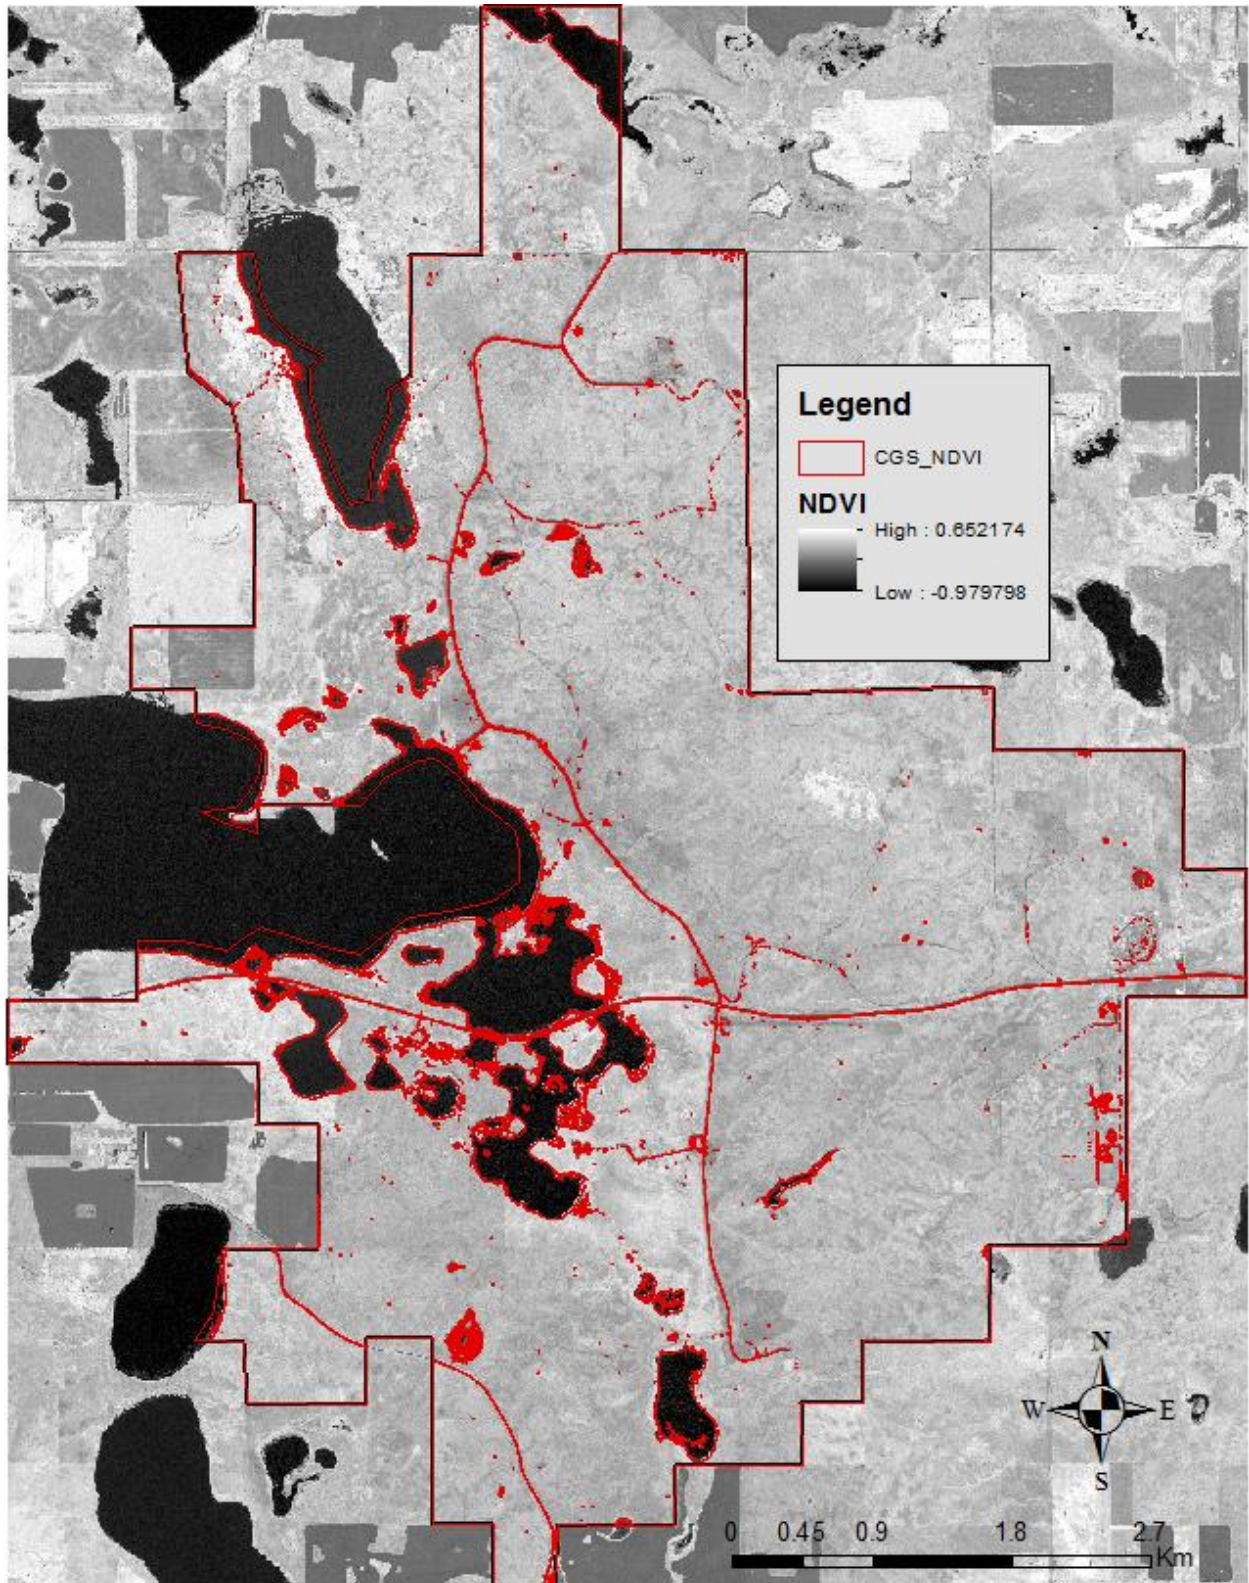 Legend
CGS_NDVI
NDVI
High : 0.652174
Low : -0.979798
N
W E
S
0 0.45 0.9 1.8 2.7
Km